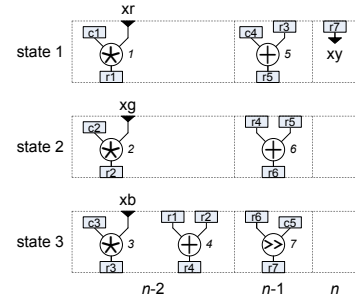 xr
r3
r7
c1
c4
state 1
* 1
+ 5
xy
r1
r5
xg
c2
r4 r5
state 2
* 2
+ 6
r2
r6
xb
r1 r2
r6
c3
c5
state 3
* 3
+ 4
>> 7
r3
r4
r7
n-2
n-1
n